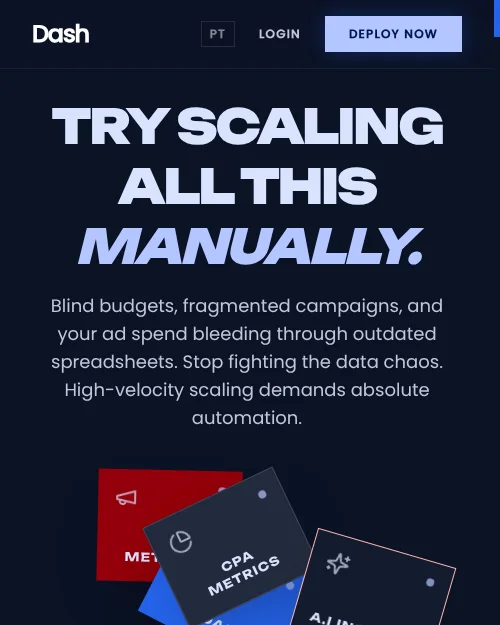 Dash
PT
LOGIN
DEPLOY NOW
TRY SCALING
ALL THIS
MANUALLY.
Blind budgets, fragmented campaigns, and
your ad spend bleeding through outdated
spreadsheets. Stop fighting the data chaos.
High-velocity scaling demands absolute
automation.
CPA
METRICS